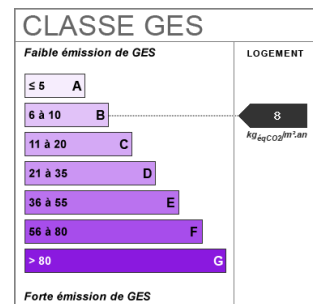 CLASSE GES
Faible émission de GES
LOGEMENT
≤ 5 A
6 à 10 B
8
kgéqCO2/m².an
11 à 20 C
21 à 35 D
36 à 55 E
56 à 80 F
> 80 G
Forte émission de GES